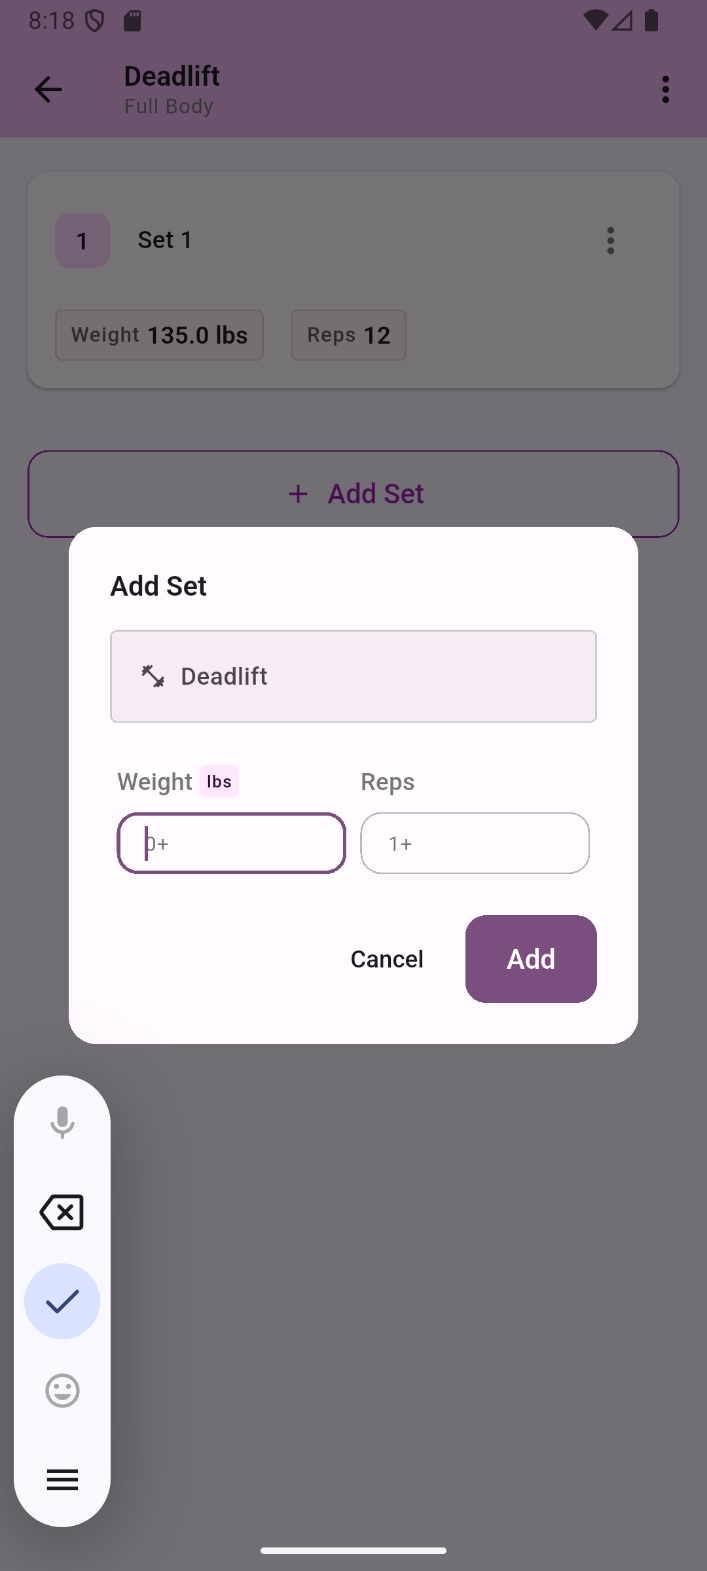 8:18
Deadlift
Full Body
1 Set 1
Weight 135.0 lbs Reps 12
+ Add Set
Add Set
Deadlift
Weight lbs Reps
0+ 1+
Cancel Add